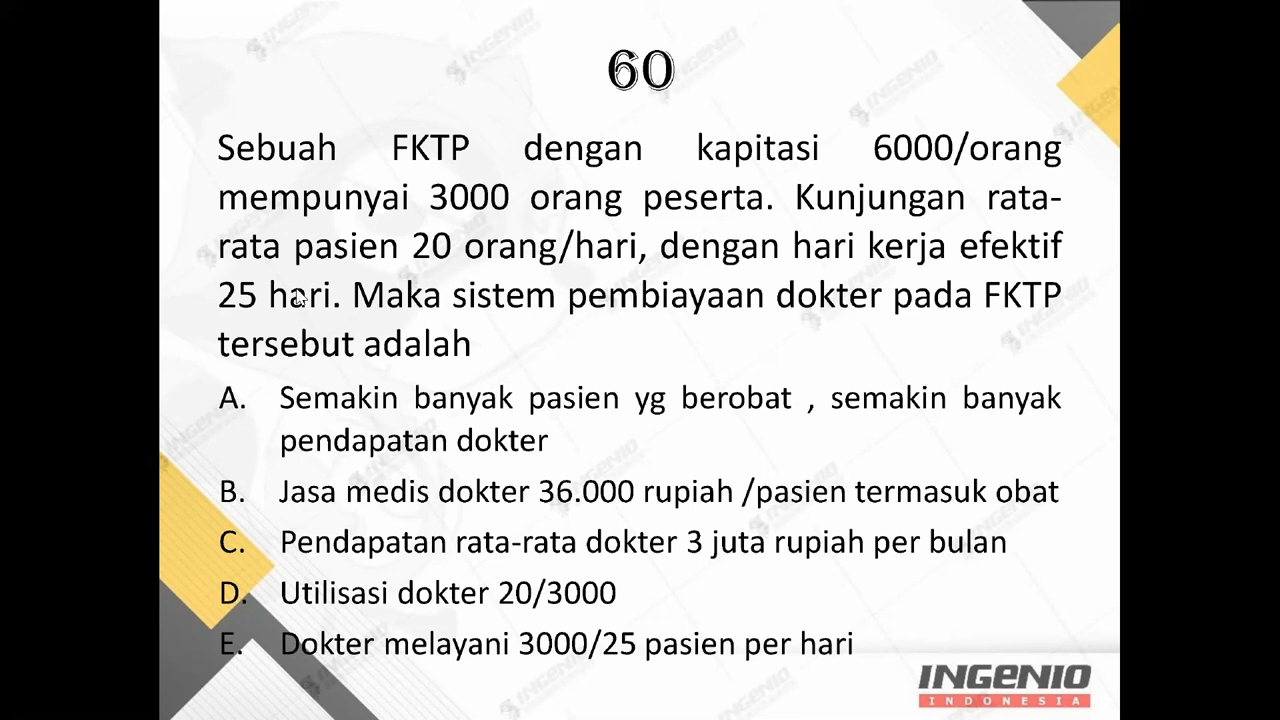 60
Sebuah FKTP dengan kapitasi 6000/orang
mempunyai 3000 orang peserta. Kunjungan rata-
rata pasien 20 orang/hari, dengan hari kerja efektif
25 hari. Maka sistem pembiayaan dokter pada FKTP
tersebut adalah
A. Semakin banyak pasien yg berobat , semakin banyak
pendapatan dokter
B. Jasa medis dokter 36.000 rupiah /pasien termasuk obat
C. Pendapatan rata-rata dokter 3 juta rupiah per bulan
D. Utilisasi dokter 20/3000
E. Dokter melayani 3000/25 pasien per hari
INGENIO
INDONESIA